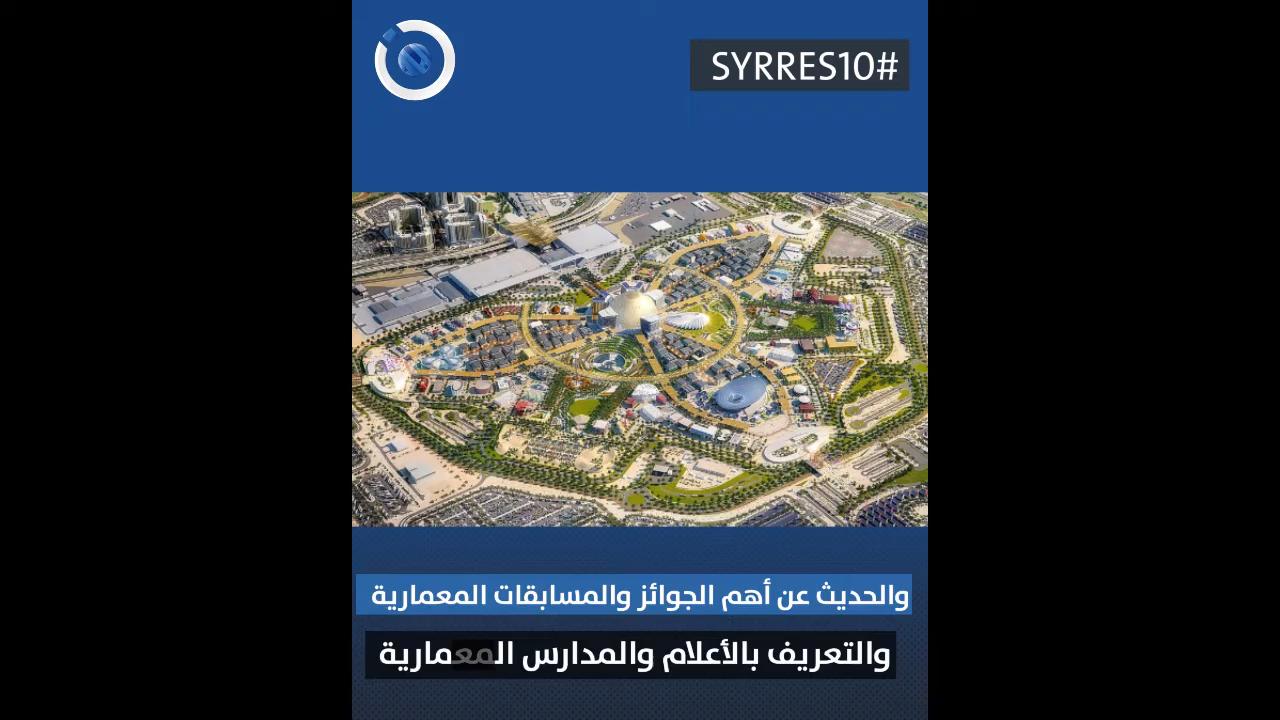 SYRRES10#
والحديث عن أهم الجوائز والمسابقات المعمارية
والتعريف بالأعلام والمدارس المعمارية